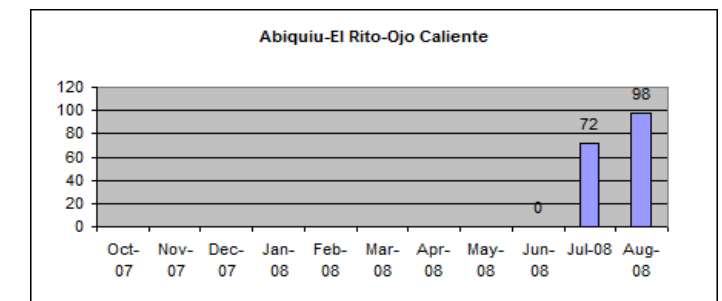 Abiquiu-El Rito-Ojo Caliente
120
100
80
60
40
20
0
0
72
98
Oct-07
Nov-07
Dec-07
Jan-08
Feb-08
Mar-08
Apr-08
May-08
Jun-08
Jul-08
Aug-08